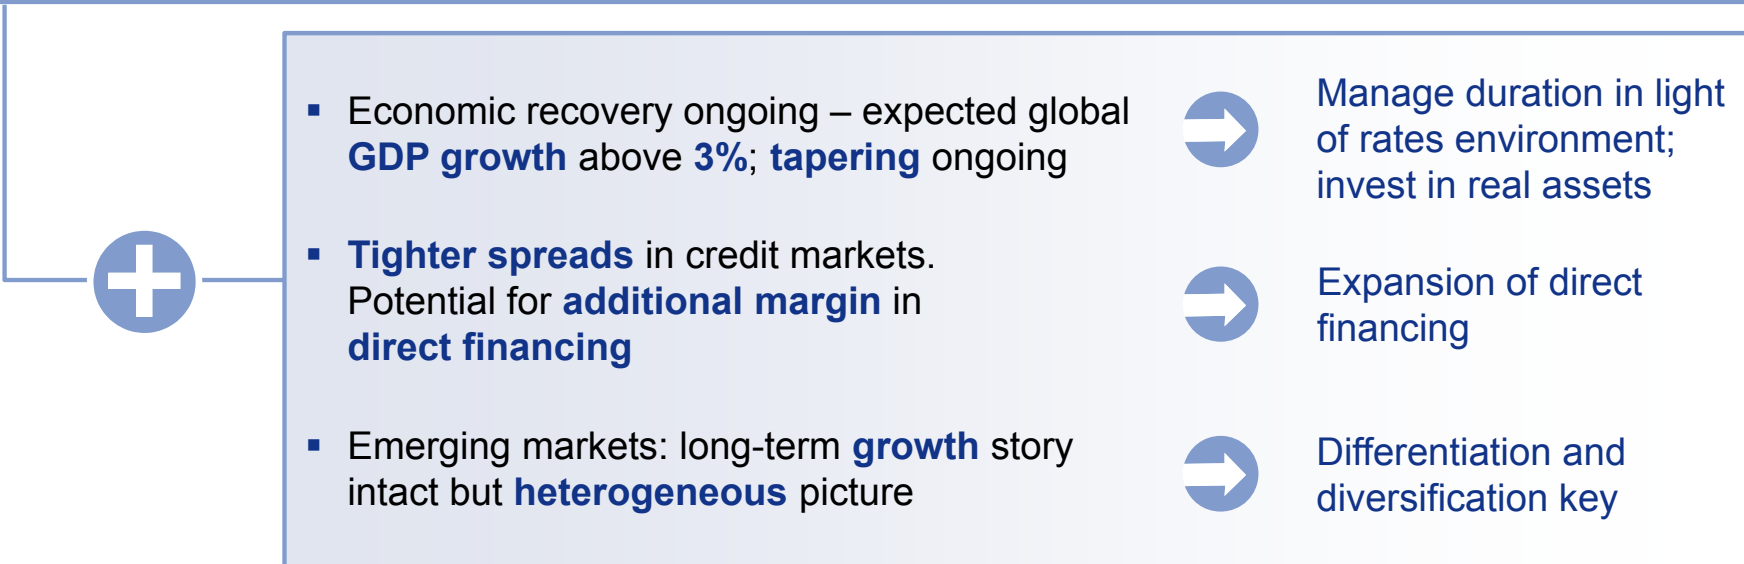 ▪ Economic recovery ongoing – expected global
GDP growth above 3%; tapering ongoing
Manage duration in light
of rates environment;
invest in real assets
▪ Tighter spreads in credit markets.
Potential for additional margin in
direct financing
Expansion of direct
financing
▪ Emerging markets: long-term growth story
intact but heterogeneous picture
Differentiation and
diversification key